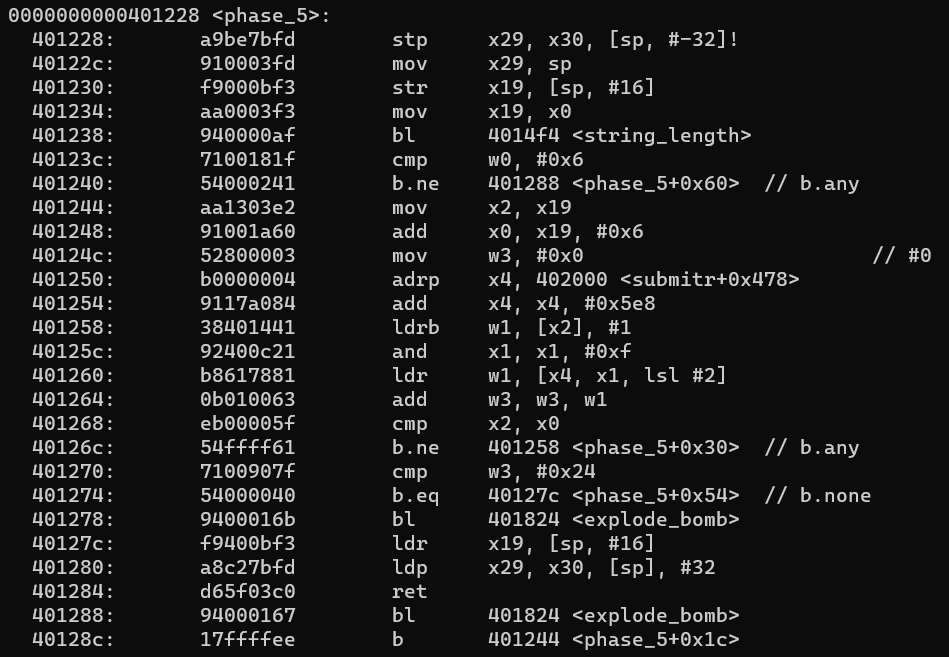 0000000000401228 <phase_5>:
401228: a9be7bfd stp x29, x30, [sp, #-32]!
40122c: 910003fd mov x29, sp
401230: f9000bf3 str x19, [sp, #16]
401234: aa0003f3 mov x19, x0
401238: 940000af bl 4014f4 <string_length>
40123c: 7100181f cmp w0, #0x6
401240: 54000241 b.ne 401288 <phase_5+0x60> // b.any
401244: aa1303e2 mov x2, x19
401248: 91001a60 add x0, x19, #0x6
40124c: 52800003 mov w3, #0x0 // #0
401250: b0000004 adrp x4, 402000 <submitr+0x478>
401254: 9117a084 add x4, x4, #0x5e8
401258: 38401441 ldrb w1, [x2], #1
40125c: 92400c21 and x1, x1, #0xf
401260: b8617881 ldr w1, [x4, x1, lsl #2]
401264: 0b010063 add w3, w3, w1
401268: eb00005f cmp x2, x0
40126c: 54ffff61 b.ne 401258 <phase_5+0x30> // b.any
401270: 7100907f cmp w3, #0x24
401274: 54000040 b.eq 40127c <phase_5+0x54> // b.none
401278: 9400016b bl 401824 <explode_bomb>
40127c: f9400bf3 ldr x19, [sp, #16]
401280: a8c27bfd ldp x29, x30, [sp], #32
401284: d65f03c0 ret
401288: 94000167 bl 401824 <explode_bomb>
40128c: 17ffffee b 401244 <phase_5+0x1c>